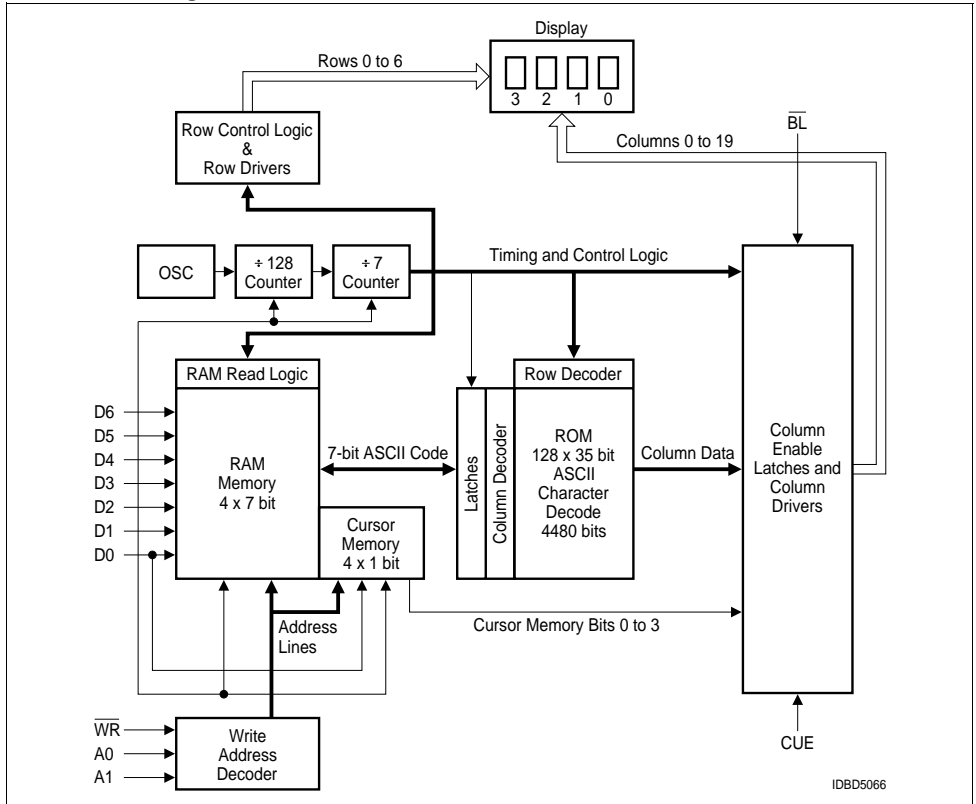 Display
Rows 0 to 6
3 2 1 0
Row Control Logic
&
Row Drivers
Columns 0 to 19
BL
OSC
÷ 128
Counter
÷ 7
Counter
Timing and Control Logic
RAM Read Logic
Row Decoder
D6
D5
D4
D3
D2
D1
D0
RAM
Memory
4 x 7 bit
7-bit ASCII Code
Latches
Column Decoder
ROM
128 x 35 bit
ASCII
Character
Decode
4480 bits
Column Data
Column
Enable
Latches and
Column
Drivers
Cursor
Memory
4 x 1 bit
Address
Lines
Cursor Memory Bits 0 to 3
WR
A0
A1
Write
Address
Decoder
CUE
IDBD5066